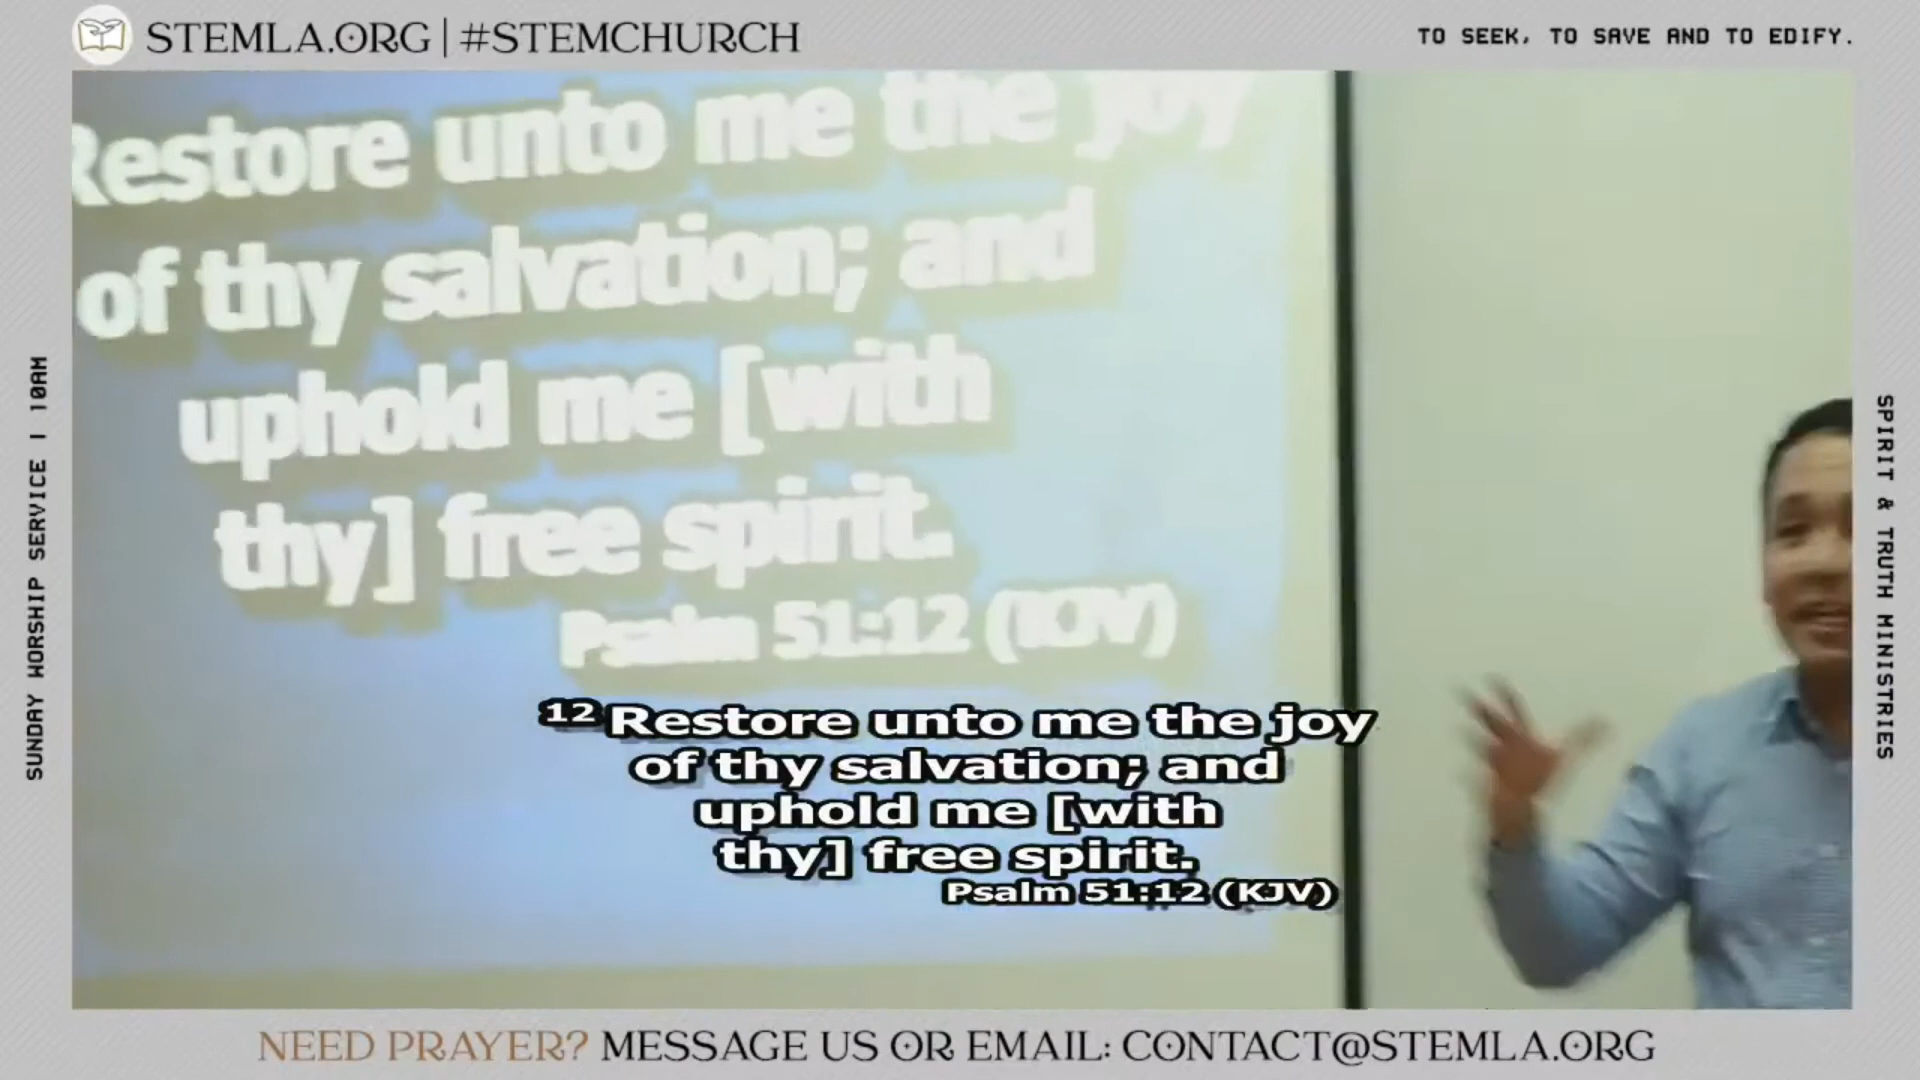 STEMLA.ORG | #STEMCHURCH
TO SEEK, TO SAVE AND TO EDIFY.
Restore unto me the joy
of thy salvation; and
uphold me [with
thy] free spirit.
Psalm 51:12 (KJV)
12 Restore unto me the joy
of thy salvation; and
uphold me [with
thy] free spirit.
Psalm 51:12 (KJV)
SUNDAY WORSHIP SERVICE | 10AM
SPIRIT & TRUTH MINISTRIES
NEED PRAYER? MESSAGE US OR EMAIL: CONTACT@STEMLA.ORG